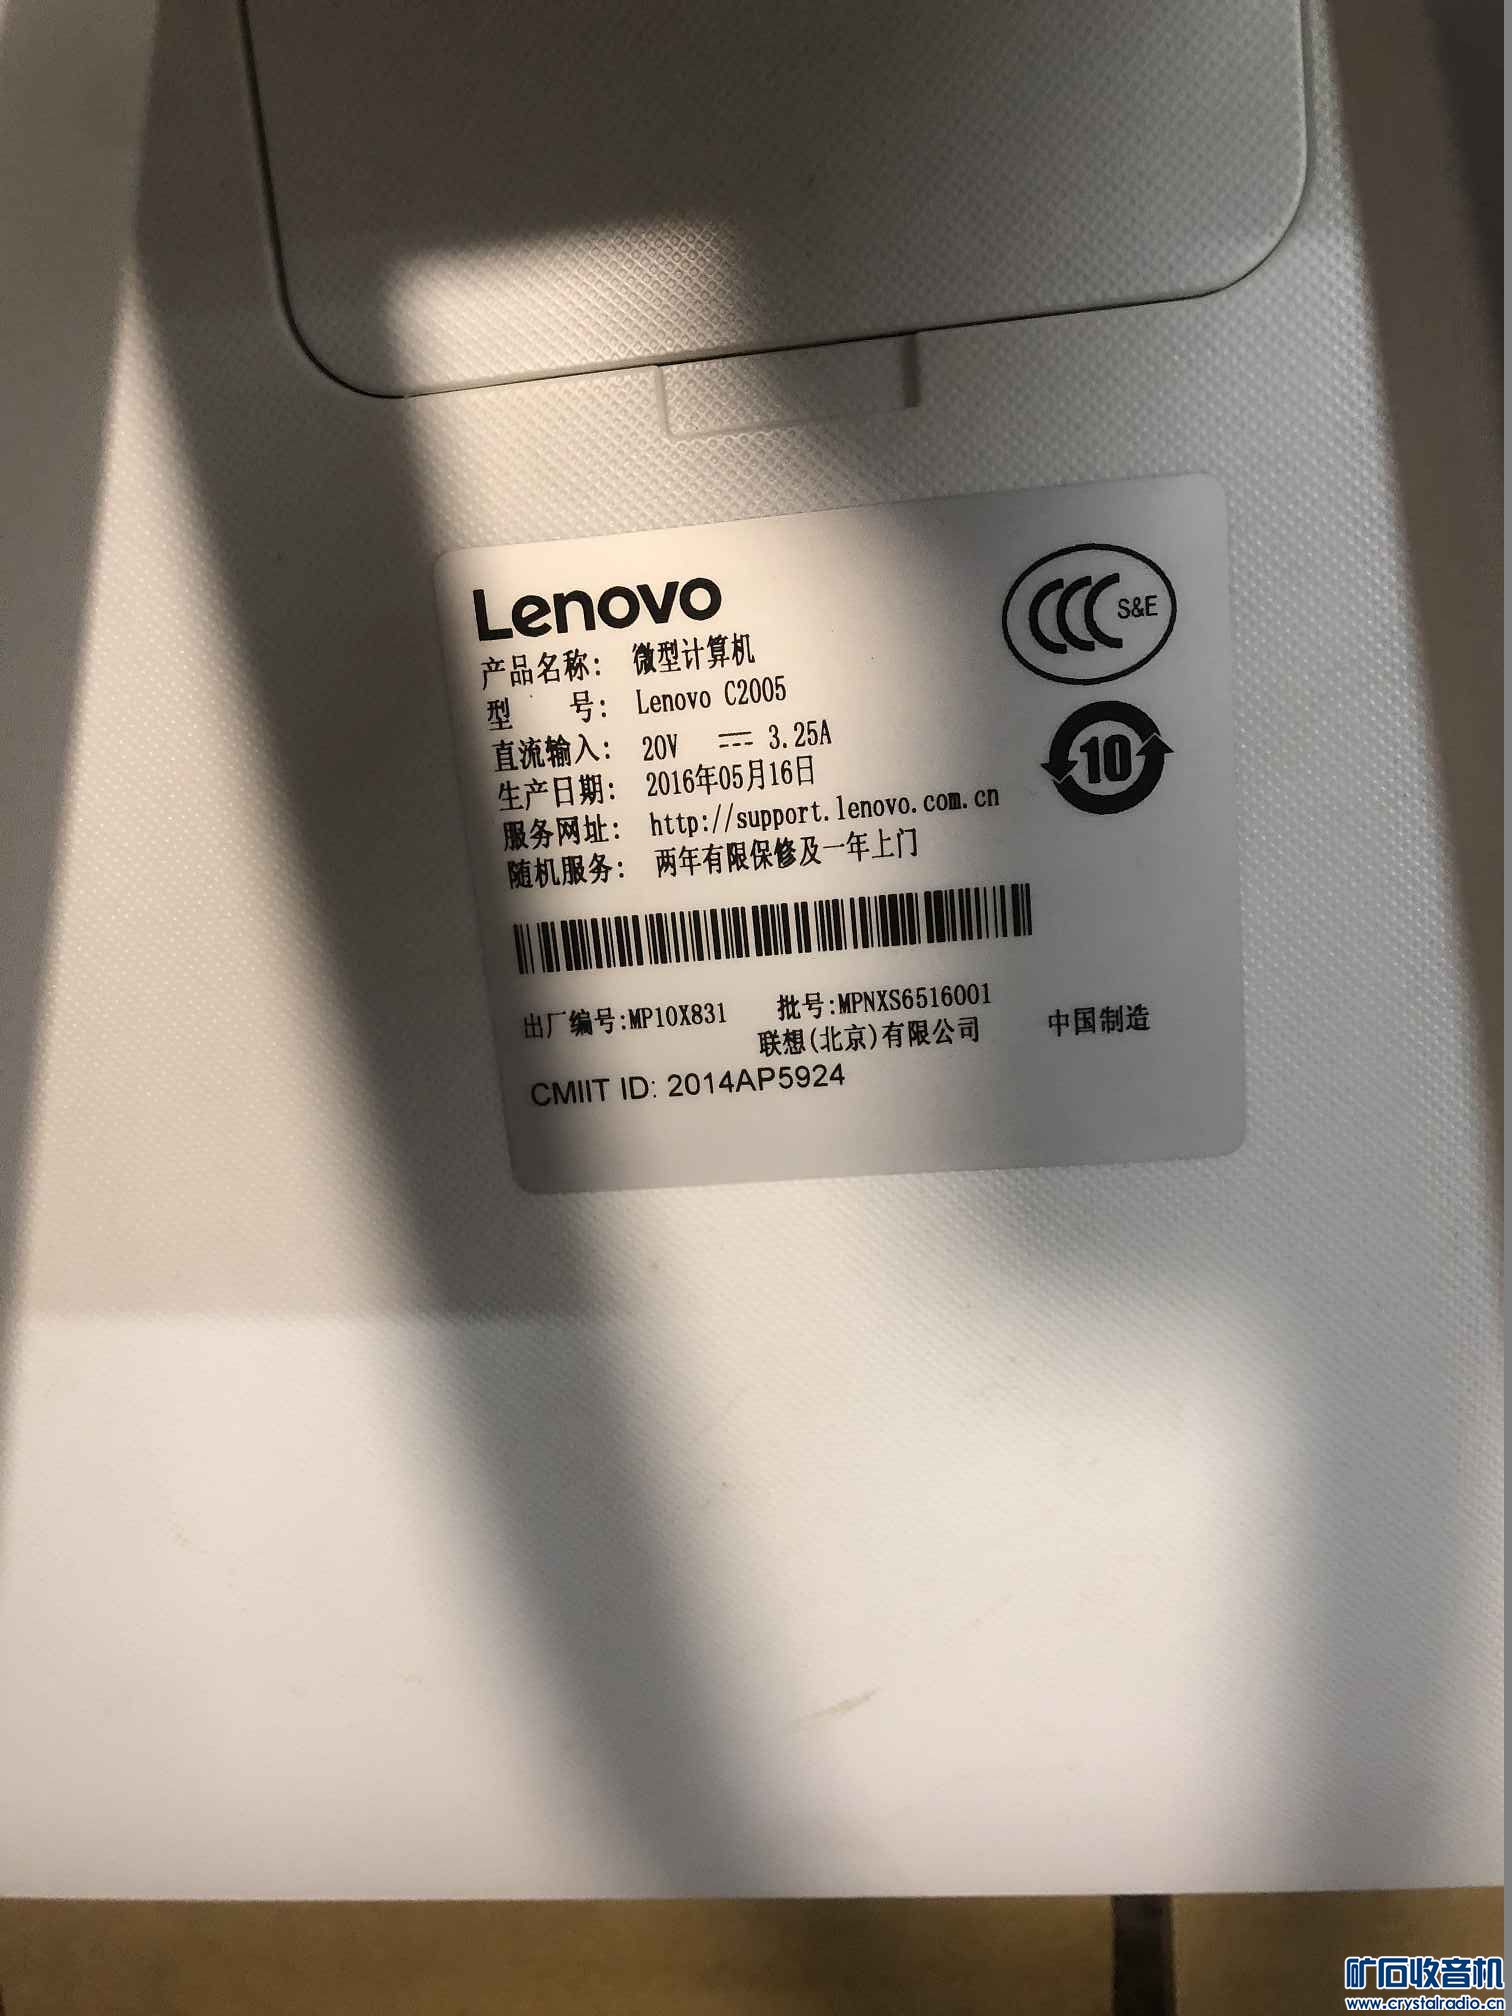 Lenovo
S&E
产品名称: 微型计算机
型 号: Lenovo C2005
直流输入: 20V 3.25A
10
生产日期: 2016年05月16日
服务网址: http://support.lenovo.com.cn
随机服务: 两年有限保修及一年上门
出厂编号:MP10X831 批号:MPNXS6516001
联想(北京)有限公司 中国制造
CMIIT ID: 2014AP5924
矿石收音机
www.crystalradio.cn